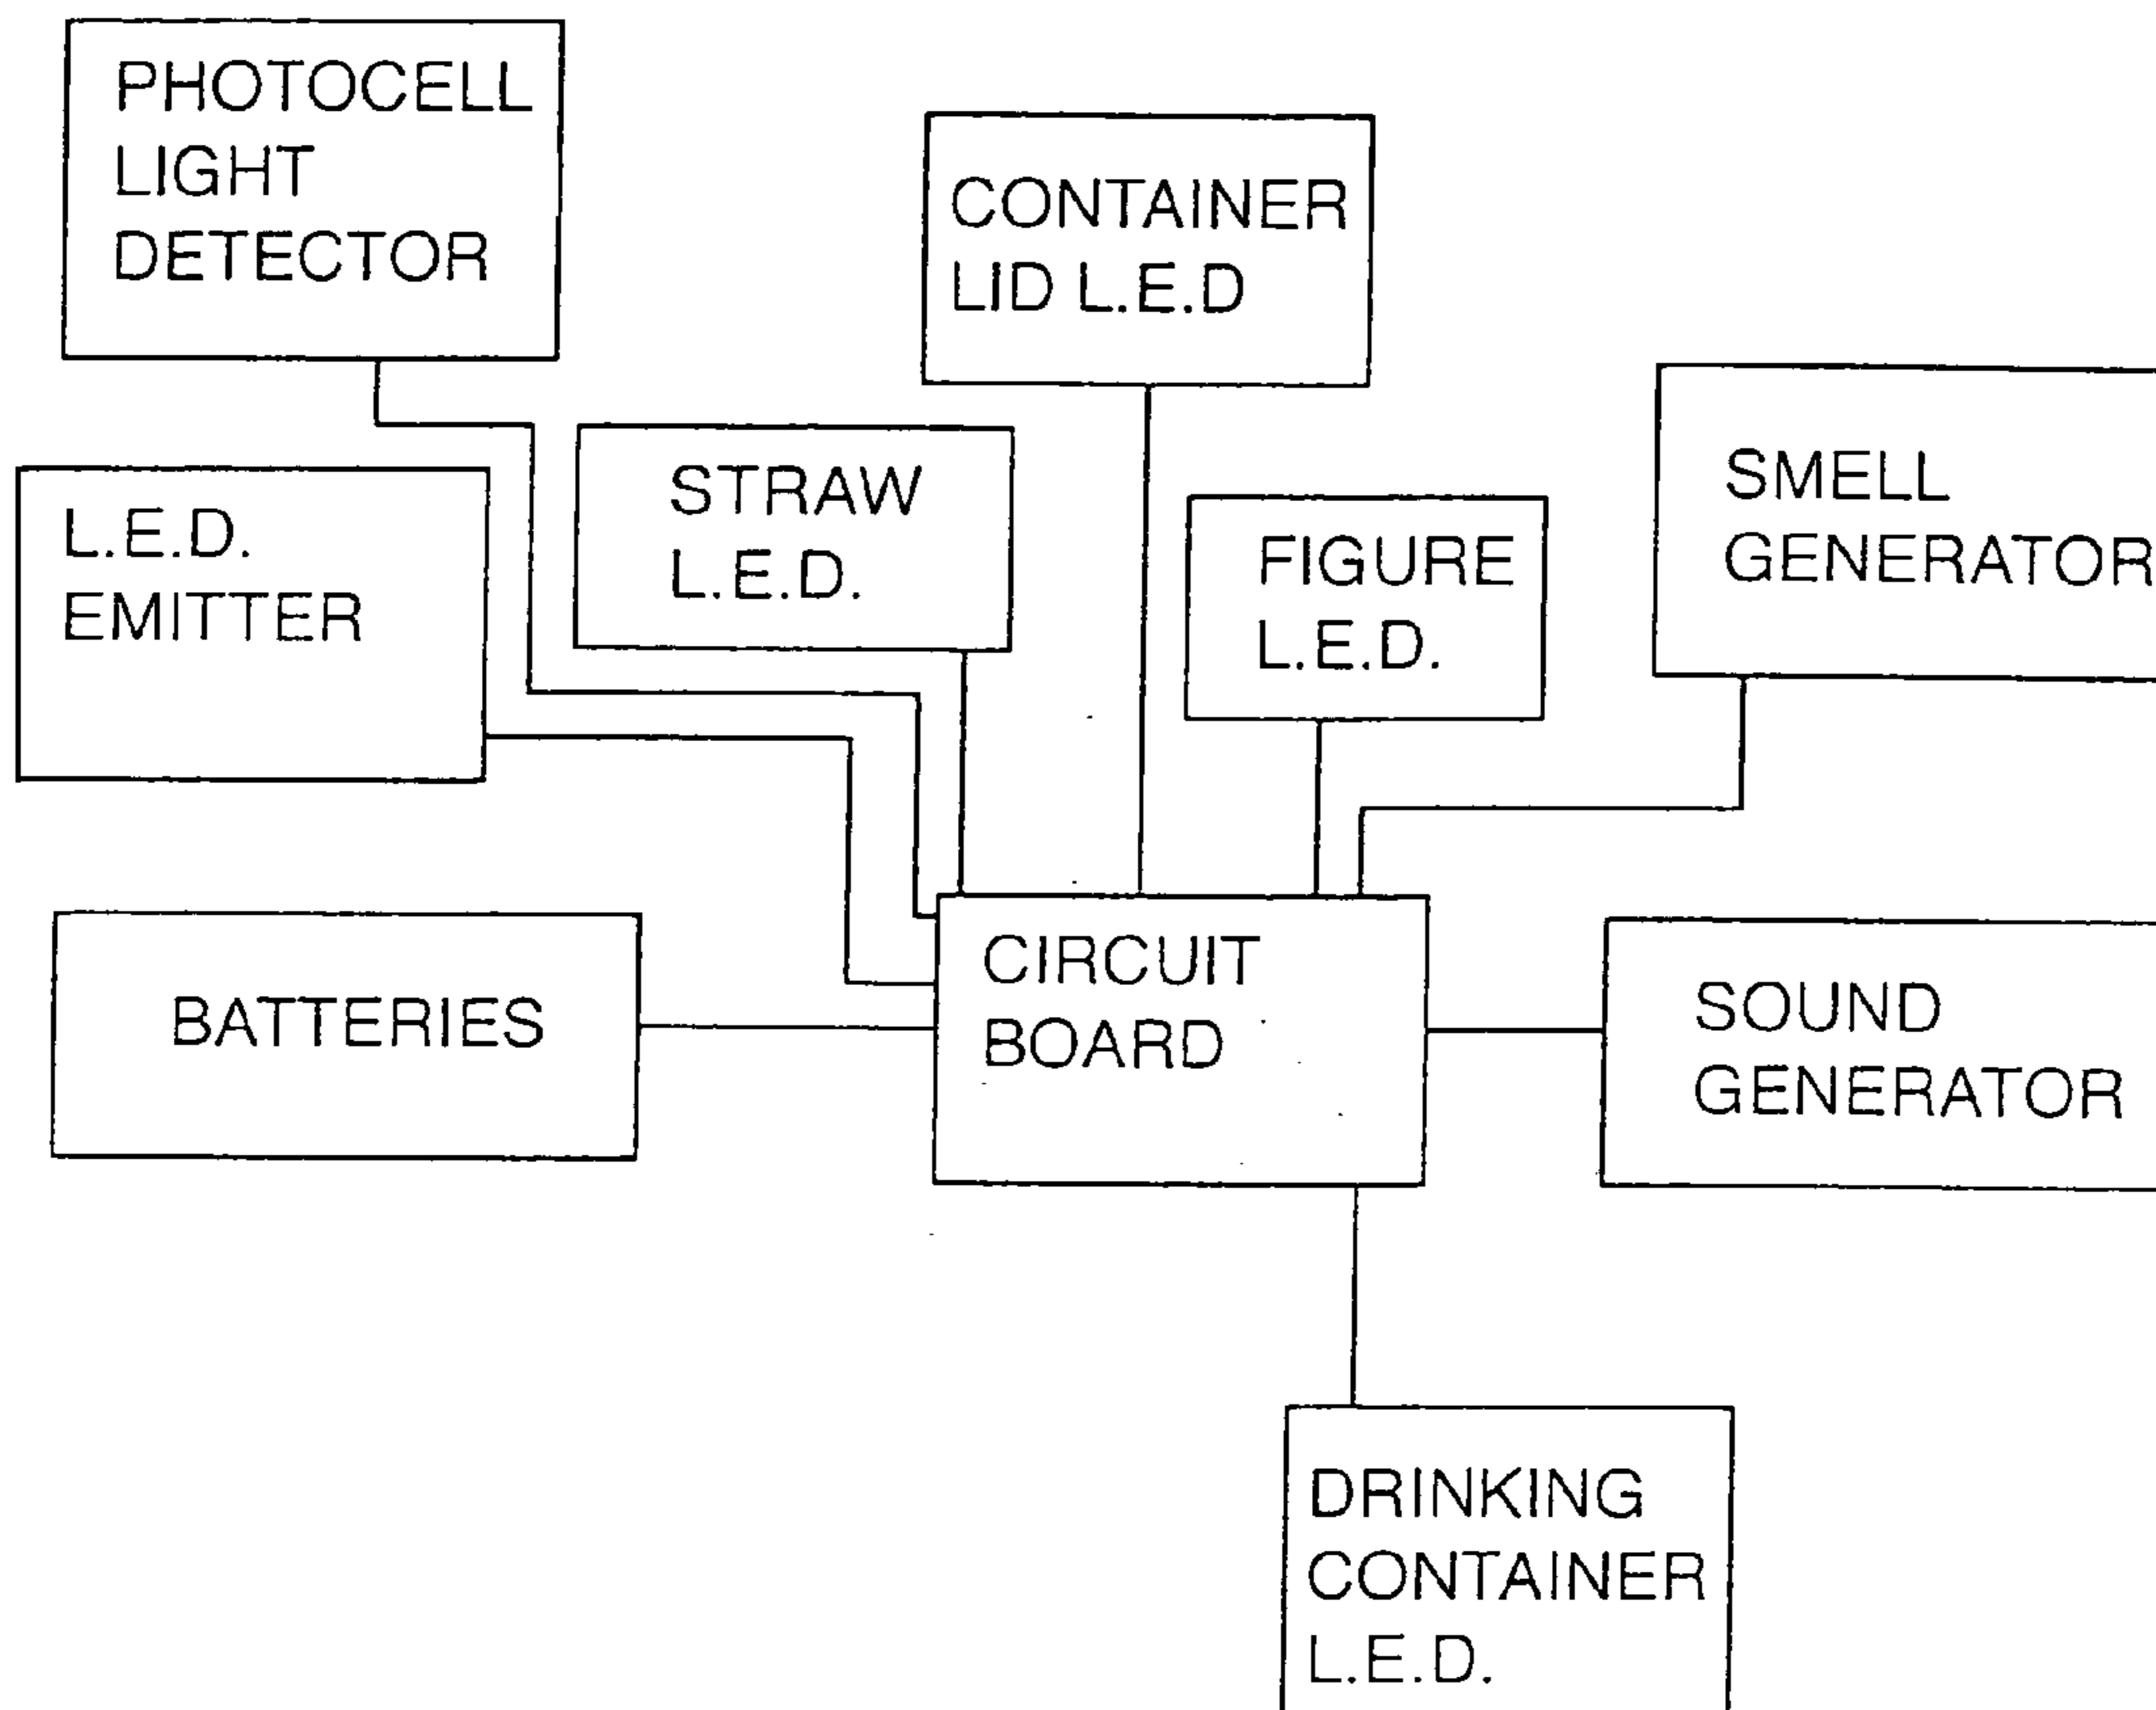 PHOTOCELL
LIGHT
DETECTOR
CONTAINER
LID L.E.D
STRAW
L.E.D.
L.E.D.
EMITTER
FIGURE
L.E.D.
SMELL
GENERATOR
BATTERIES
CIRCUIT
BOARD
SOUND
GENERATOR
DRINKING
CONTAINER
L.E.D.